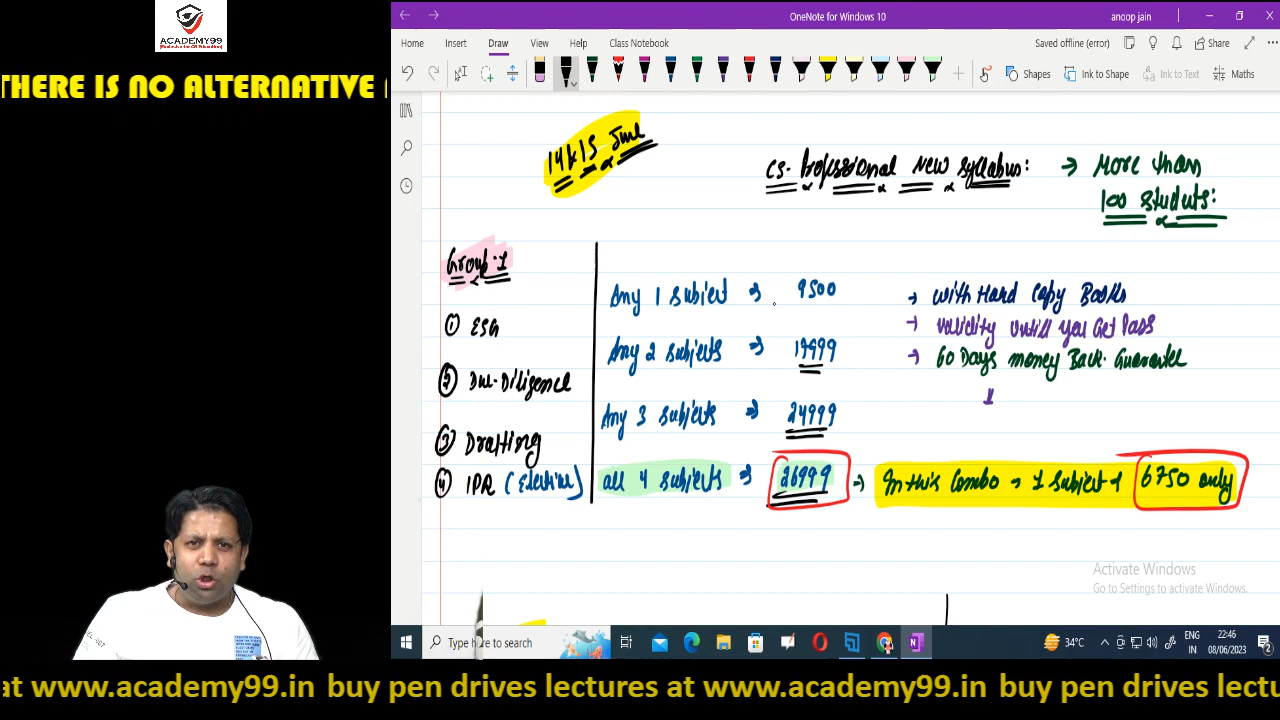 ACADEMY99
THERE IS NO ALTERNATIVE
OneNote for Windows 10
anoop jain
Home Insert Draw View Help Class Notebook
Saved offline (error)
Share
Shapes
Ink to Shape
Ink to Text
Maths
14 & 15 June
CS- Professional New Syllabus: → More than
100 Students:
Group-1
① ESG
② Due-Diligence
③ Drafting
④ IPR (Elective)
Any 1 Subject ⇒ 9500
Any 2 Subjects ⇒ 19999
Any 3 Subjects ⇒ 24999
all 4 subjects ⇒ 26999 ⇒ In this Combo → 1 Subject 6750 only
→ With Hard Copy Books
→ Validity Untill You Get Pass
→ 60 Days money Back Guarantee
Activate Windows
Go to Settings to activate Windows.
Type here to search
34°C
ENG
IN
22:46
08/06/2023
2
at www.academy99.in buy pen drives lectures at www.academy99.in buy pen drives lectu